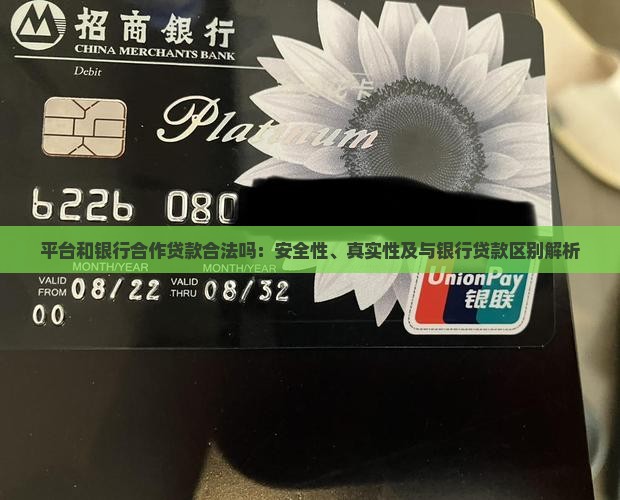 招商銀行
CHINA MERCHANTS BANK
Debit
Platinum
6226 080
平台和银行合作贷款合法吗：安全性、真实性及与银行贷款区别解析
MONTH/YEAR MONTH/YEAR
VALID FROM 08/22 VALID THRU 08/32
00
UnionPay
银联